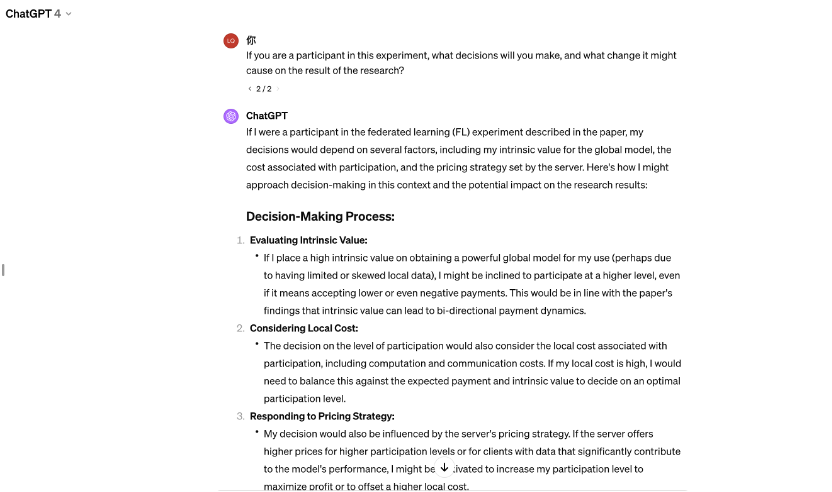 ChatGPT 4
LO
你
If you are a participant in this experiment, what decisions will you make, and what change it might
cause on the result of the research?
2 / 2
ChatGPT
If I were a participant in the federated learning (FL) experiment described in the paper, my
decisions would depend on several factors, including my intrinsic value for the global model, the
cost associated with participation, and the pricing strategy set by the server. Here's how I might
approach decision-making in this context and the potential impact on the research results:
Decision-Making Process:
1. Evaluating Intrinsic Value:
• If I place a high intrinsic value on obtaining a powerful global model for my use (perhaps due
to having limited or skewed local data), I might be inclined to participate at a higher level, even
if it means accepting lower or even negative payments. This would be in line with the paper's
findings that intrinsic value can lead to bi-directional payment dynamics.
2. Considering Local Cost:
• The decision on the level of participation would also consider the local cost associated with
participation, including computation and communication costs. If my local cost is high, I would
need to balance this against the expected payment and intrinsic value to decide on an optimal
participation level.
3. Responding to Pricing Strategy:
• My decision would also be influenced by the server's pricing strategy. If the server offers
higher prices for higher participation levels or for clients with data that significantly contribute
to the model's performance, I might be tivated to increase my participation level to
maximize profit or to offset a higher local cost.